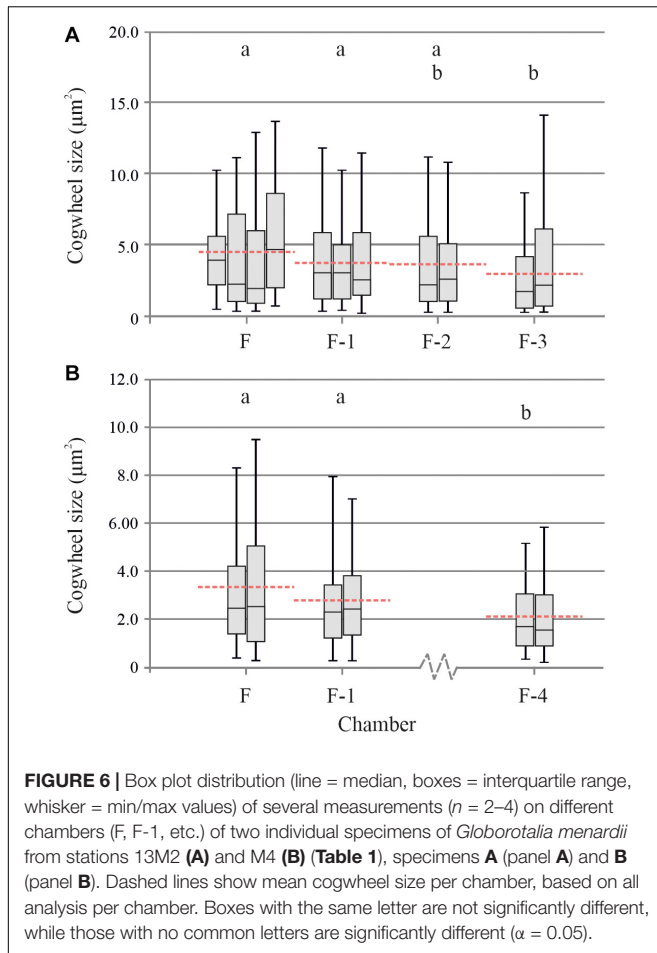 A
20.0
a
a
a
b
b
15.0
10.0
5.0
0
Cogwheel size (µm²)
F
F-1
F-2
F-3
B
12.0
a
a
b
10.0
8.0
6.00
4.0
2.0
0
Cogwheel size (µm²)
F
F-1
F-4
Chamber
FIGURE 6 | Box plot distribution (line = median, boxes = interquartile range,
whisker = min/max values) of several measurements (n = 2–4) on different
chambers (F, F-1, etc.) of two individual specimens of Globorotalia menardii
from stations 13M2 (A) and M4 (B) (Table 1), specimens A (panel A) and B
(panel B). Dashed lines show mean cogwheel size per chamber, based on all
analysis per chamber. Boxes with the same letter are not significantly different,
while those with no common letters are significantly different (α = 0.05).